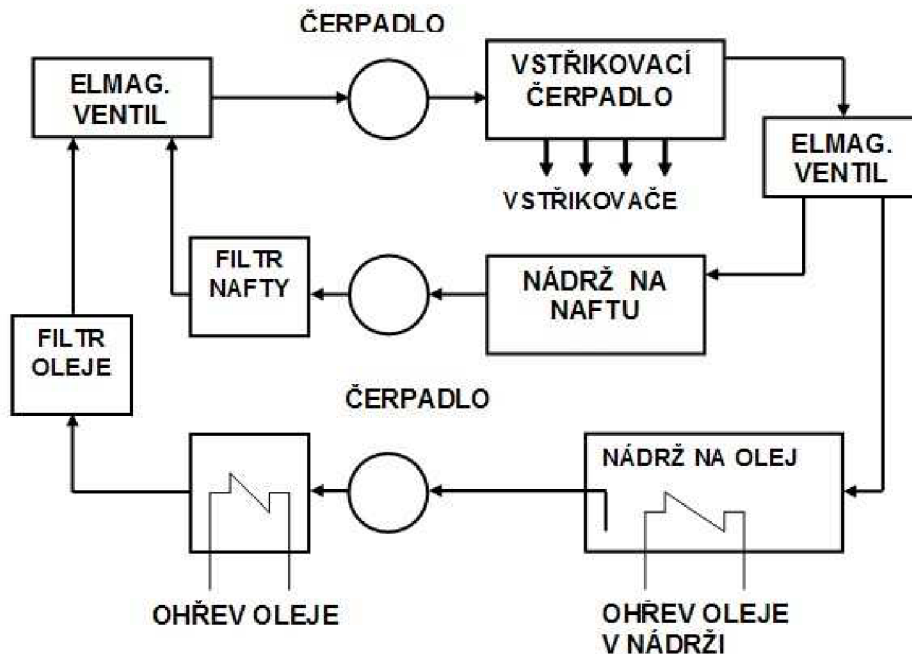 ČERPADLO
ELMAG.
VENTIL
VSTŘIKOVACÍ
ČERPADLO
ELMAG.
VENTIL
VSTŘIKOVAČE
FILTR
NAFTY
NÁDRŽ NA
NAFTU
FILTR
OLEJE
ČERPADLO
NÁDRŽ NA OLEJ
OHŘEV OLEJE
OHŘEV OLEJE
V NÁDRŽI